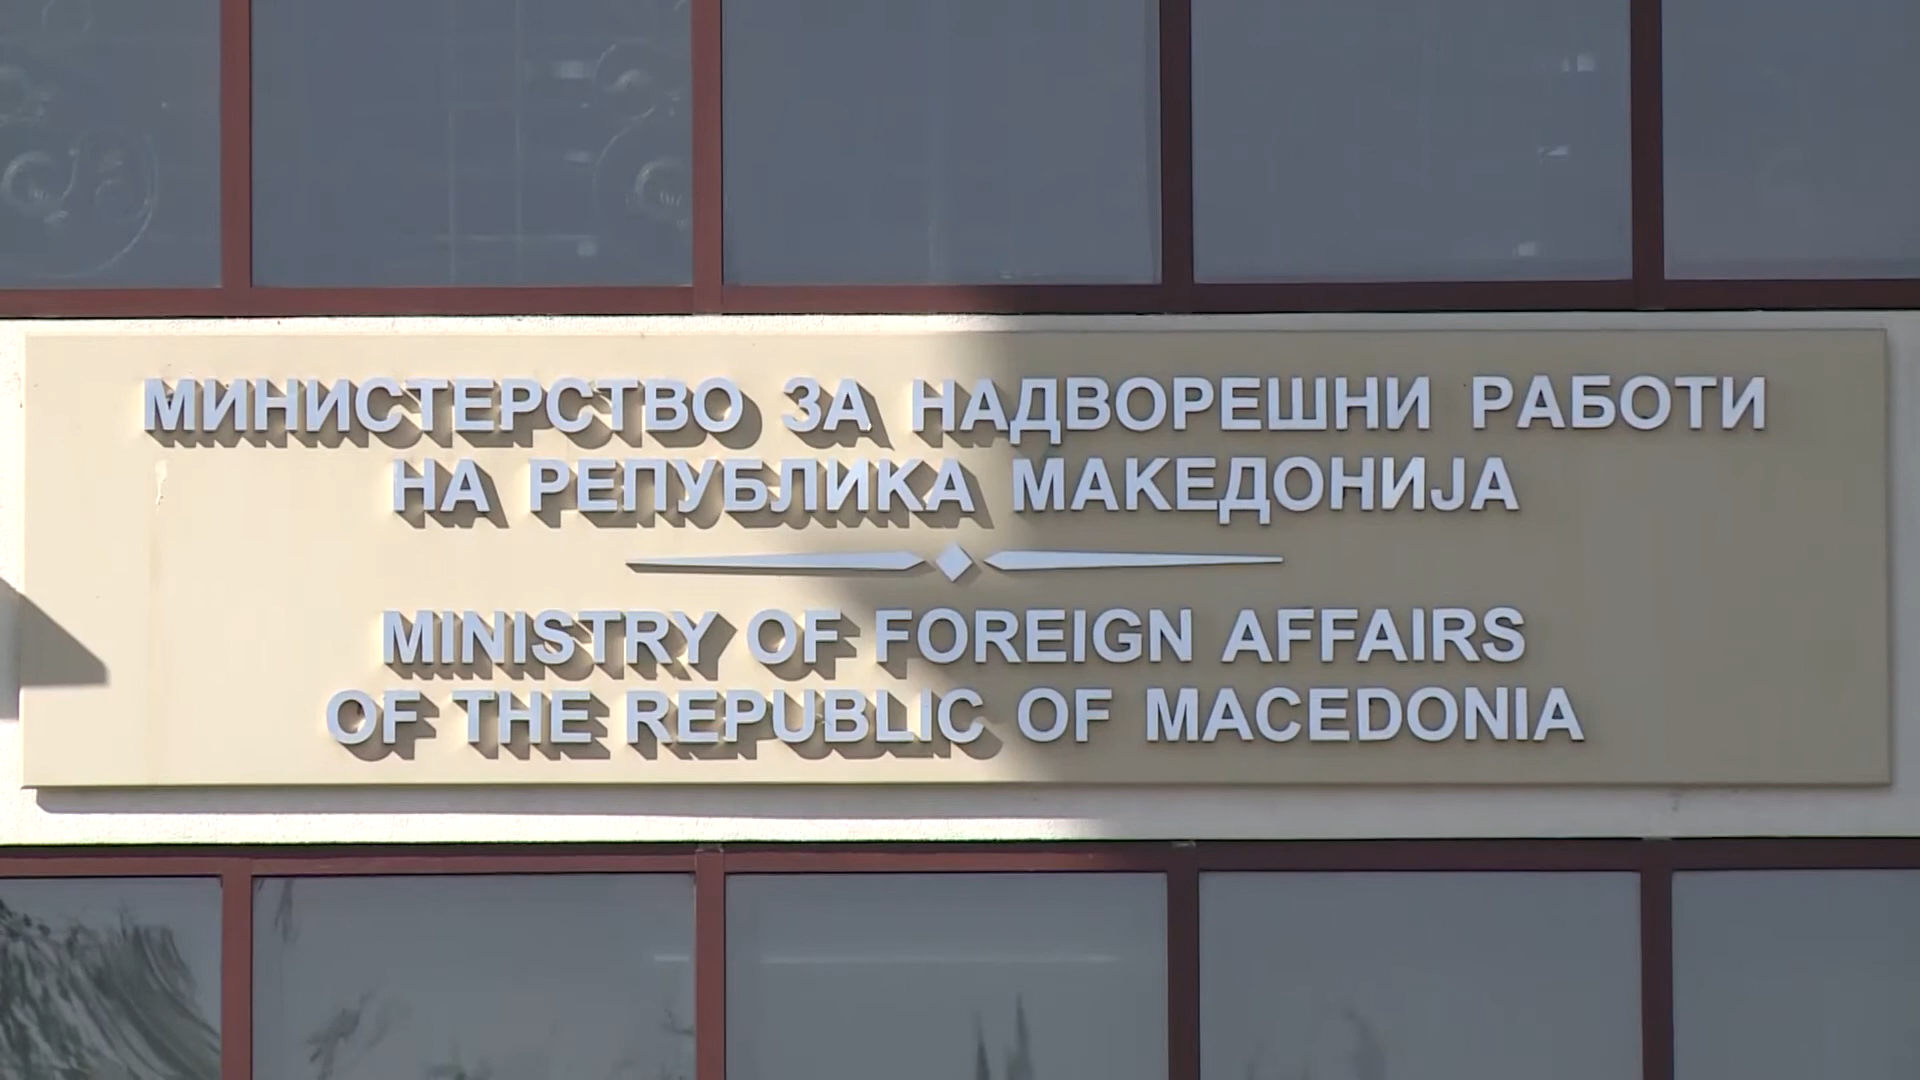 МИНИСТЕРСТВО ЗА НАДВОРЕШНИ РАБОТИ
НА РЕПУБЛИКА МАКЕДОНИЈА
MINISTRY OF FOREIGN AFFAIRS
OF THE REPUBLIC OF MACEDONIA